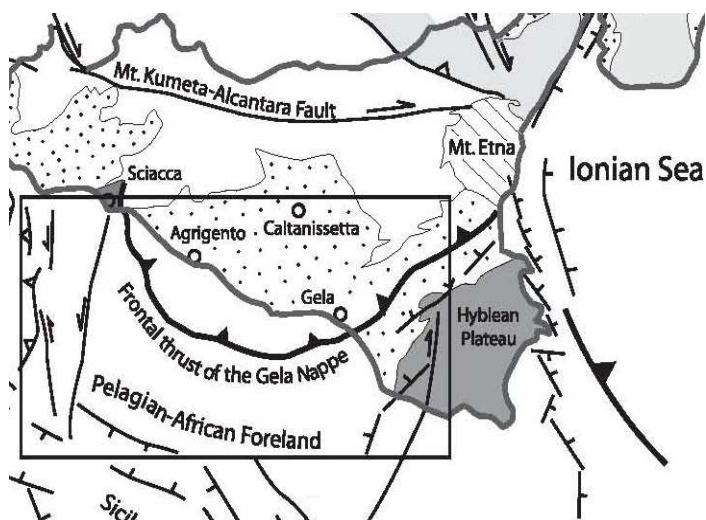 Mt. Kumeta-Alcantara Fault
Mt. Etna
Ionian Sea
Sciacca
Agrigento
Caltanissetta
Gela
Frontal thrust of the Gela Nappe
Hyblean
Plateau
Pelagian-African Foreland
Sicil